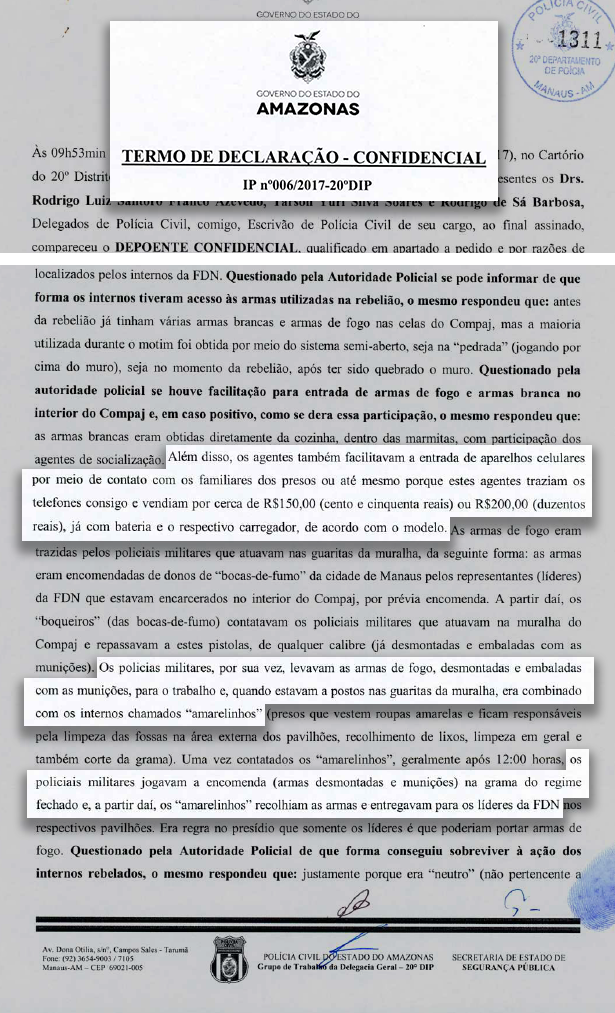 GOVERNO DO ESTADO DO
POLÍCIA CIVIL
1311
20º DEPARTAMENTO
DE POLÍCIA
MANAUS - AM
GOVERNO DO ESTADO DO
AMAZONAS
TERMO DE DECLARAÇÃO - CONFIDENCIAL
IP nº006/2017-20ºDIP
Às 09h53min 17), no Cartório
do 20º Distrit esentes os Drs.
Rodrigo Luiz Santoro Franco Azevedo, Tarson Yuri Silva Soares e Rodrigo de Sá Barbosa,
Delegados de Polícia Civil, comigo, Escrivão de Polícia Civil de seu cargo, ao final assinado,
compareceu o DEPOENTE CONFIDENCIAL, qualificado em apartado a pedido e por razões de
localizados pelos internos da FDN. Questionado pela Autoridade Policial se pode informar de que
forma os internos tiveram acesso às armas utilizadas na rebelião, o mesmo respondeu que: antes
da rebelião já tinham várias armas brancas e armas de fogo nas celas do Compaj, mas a maioria
utilizada durante o motim foi obtida por meio do sistema semi-aberto, seja na “pedrada” (jogando por
cima do muro), seja no momento da rebelião, após ter sido quebrado o muro. Questionado pela
autoridade policial se houve facilitação para entrada de armas de fogo e armas branca no
interior do Compaj e, em caso positivo, como se dera essa participação, o mesmo respondeu que:
as armas brancas eram obtidas diretamente da cozinha, dentro das marmitas, com participação dos
agentes de socialização. Além disso, os agentes também facilitavam a entrada de aparelhos celulares
por meio de contato com os familiares dos presos ou até mesmo porque estes agentes traziam os
telefones consigo e vendiam por cerca de R$150,00 (cento e cinquenta reais) ou R$200,00 (duzentos
reais), já com bateria e o respectivo carregador, de acordo com o modelo. As armas de fogo eram
trazidas pelos policiais militares que atuavam nas guaritas da muralha, da seguinte forma: as armas
eram encomendadas de donos de “bocas-de-fumo” da cidade de Manaus pelos representantes (líderes)
da FDN que estavam encarcerados no interior do Compaj, por prévia encomenda. A partir daí, os
“boqueiros” (das bocas-de-fumo) contatavam os policiais militares que atuavam na muralha do
Compaj e repassavam a estes pistolas, de qualquer calibre (já desmontadas e embaladas com as
munições). Os policias militares, por sua vez, levavam as armas de fogo, desmontadas e embaladas
com as munições, para o trabalho e, quando estavam a postos nas guaritas da muralha, era combinado
com os internos chamados “amarelinhos” (presos que vestem roupas amarelas e ficam responsáveis
pela limpeza das fossas na área externa dos pavilhões, recolhimento de lixos, limpeza em geral e
também corte da grama). Uma vez contatados os “amarelinhos”, geralmente após 12:00 horas, os
policiais militares jogavam a encomenda (armas desmontadas e munições) na grama do regime
fechado e, a partir daí, os “amarelinhos” recolhiam as armas e entregavam para os líderes da FDN nos
respectivos pavilhões. Era regra no presídio que somente os líderes é que poderiam portar armas de
fogo. Questionado pela Autoridade Policial de que forma conseguiu sobreviver à ação dos
internos rebelados, o mesmo respondeu que: justamente porque era “neutro” (não pertencente a
Av. Dona Otilia, s/nº, Campos Sales - Tarumã
Fone: (92) 3654-9003 / 7105
Manaus-AM – CEP 69021-005
POLÍCIA CIVIL DO ESTADO DO AMAZONAS
Grupo de Trabalho da Delegacia Geral – 20º DIP
SECRETARIA DE ESTADO DE
SEGURANÇA PÚBLICA